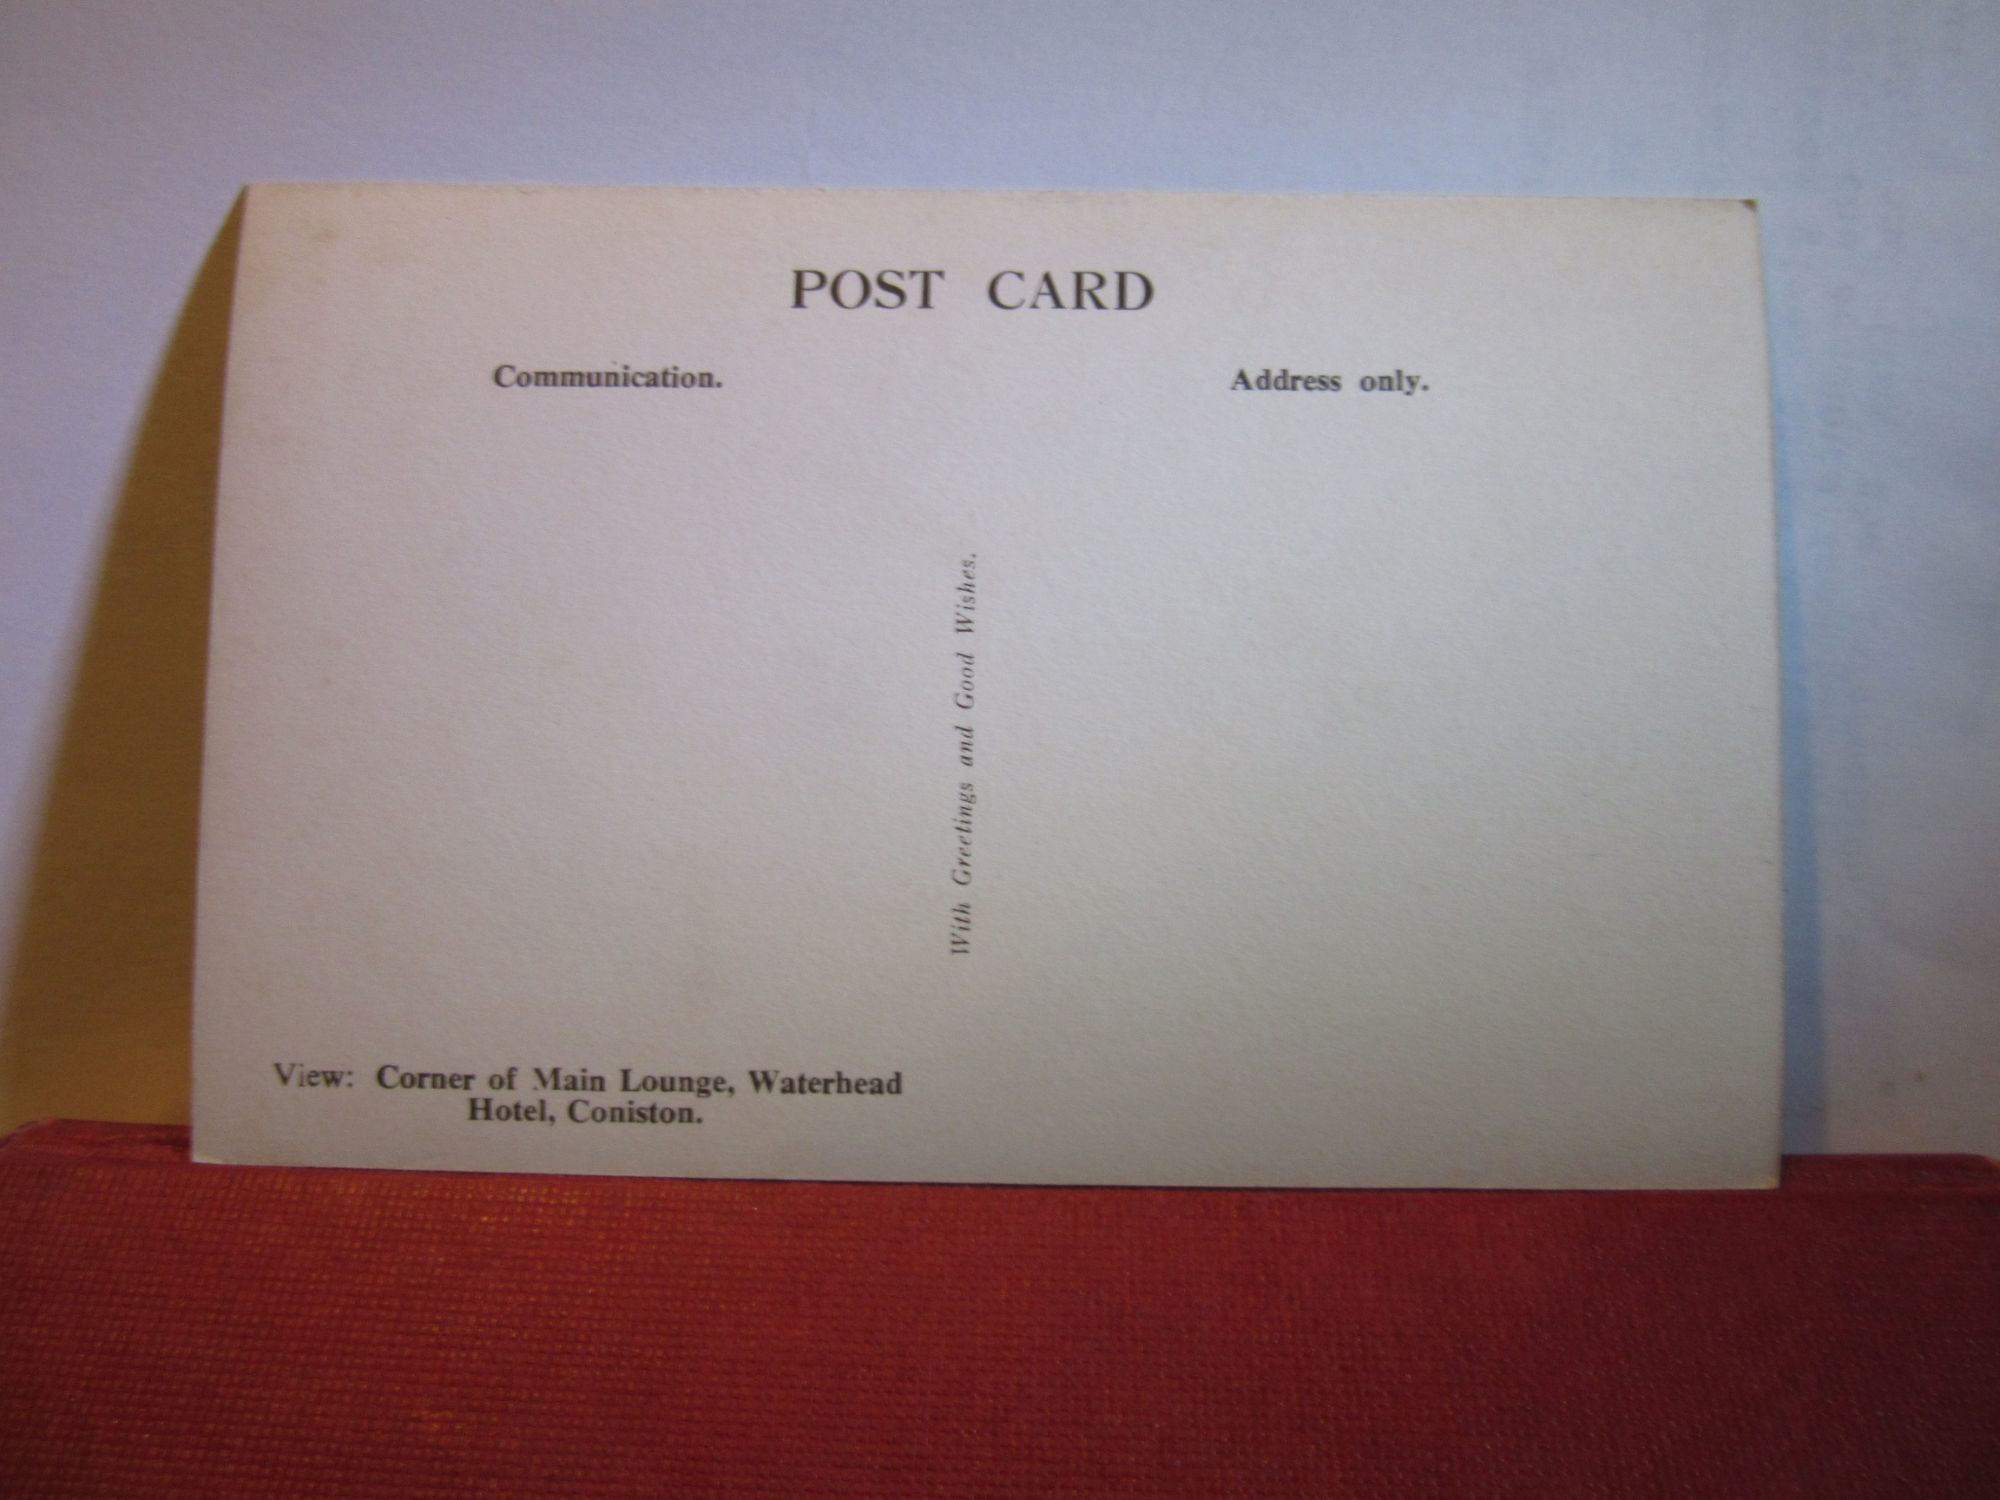 POST CARD
Communication.
Address only.
With Greetings and Good Wishes.
View: Corner of Main Lounge, Waterhead
Hotel, Coniston.